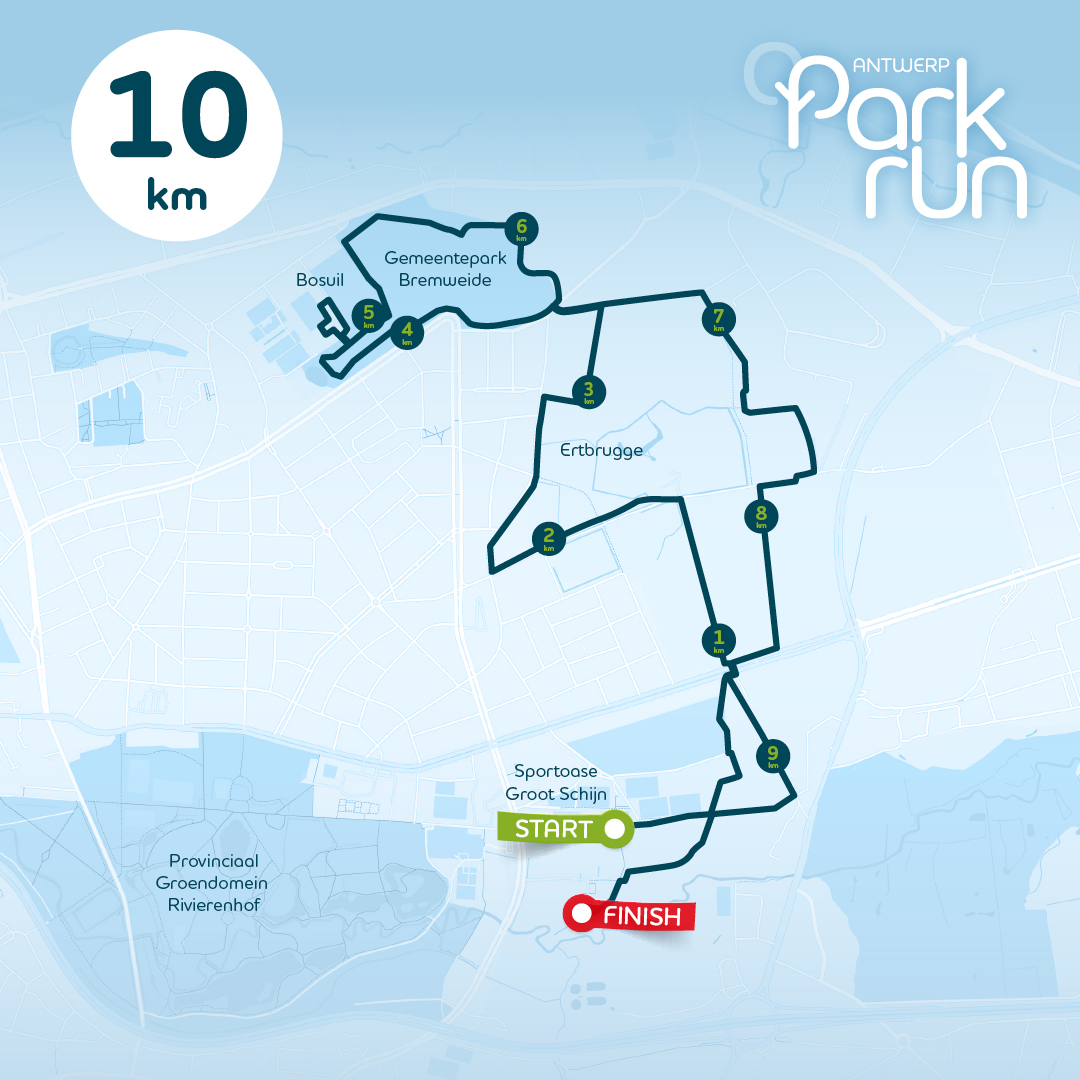 10
km
ANTWERP
Park
run
6
km
Gemeentepark
Bremweide
Bosuil
5
km
4
km
7
km
3
km
Ertbrugge
8
km
2
km
1
km
9
km
Sportoase
Groot Schijn
START
Provinciaal
Groendomein
Rivierenhof
FINISH